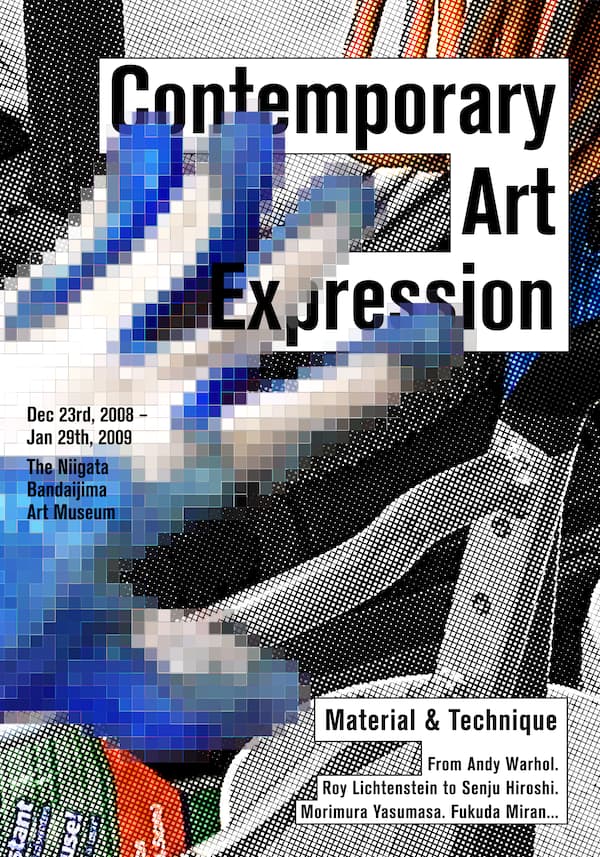 Contemporary
Art
Expression
Dec 23rd, 2008 –
Jan 29th, 2009
The Niigata
Bandaijima
Art Museum
Material & Technique
From Andy Warhol.
Roy Lichtenstein to Senju Hiroshi.
Morimura Yasumasa. Fukuda Miran...